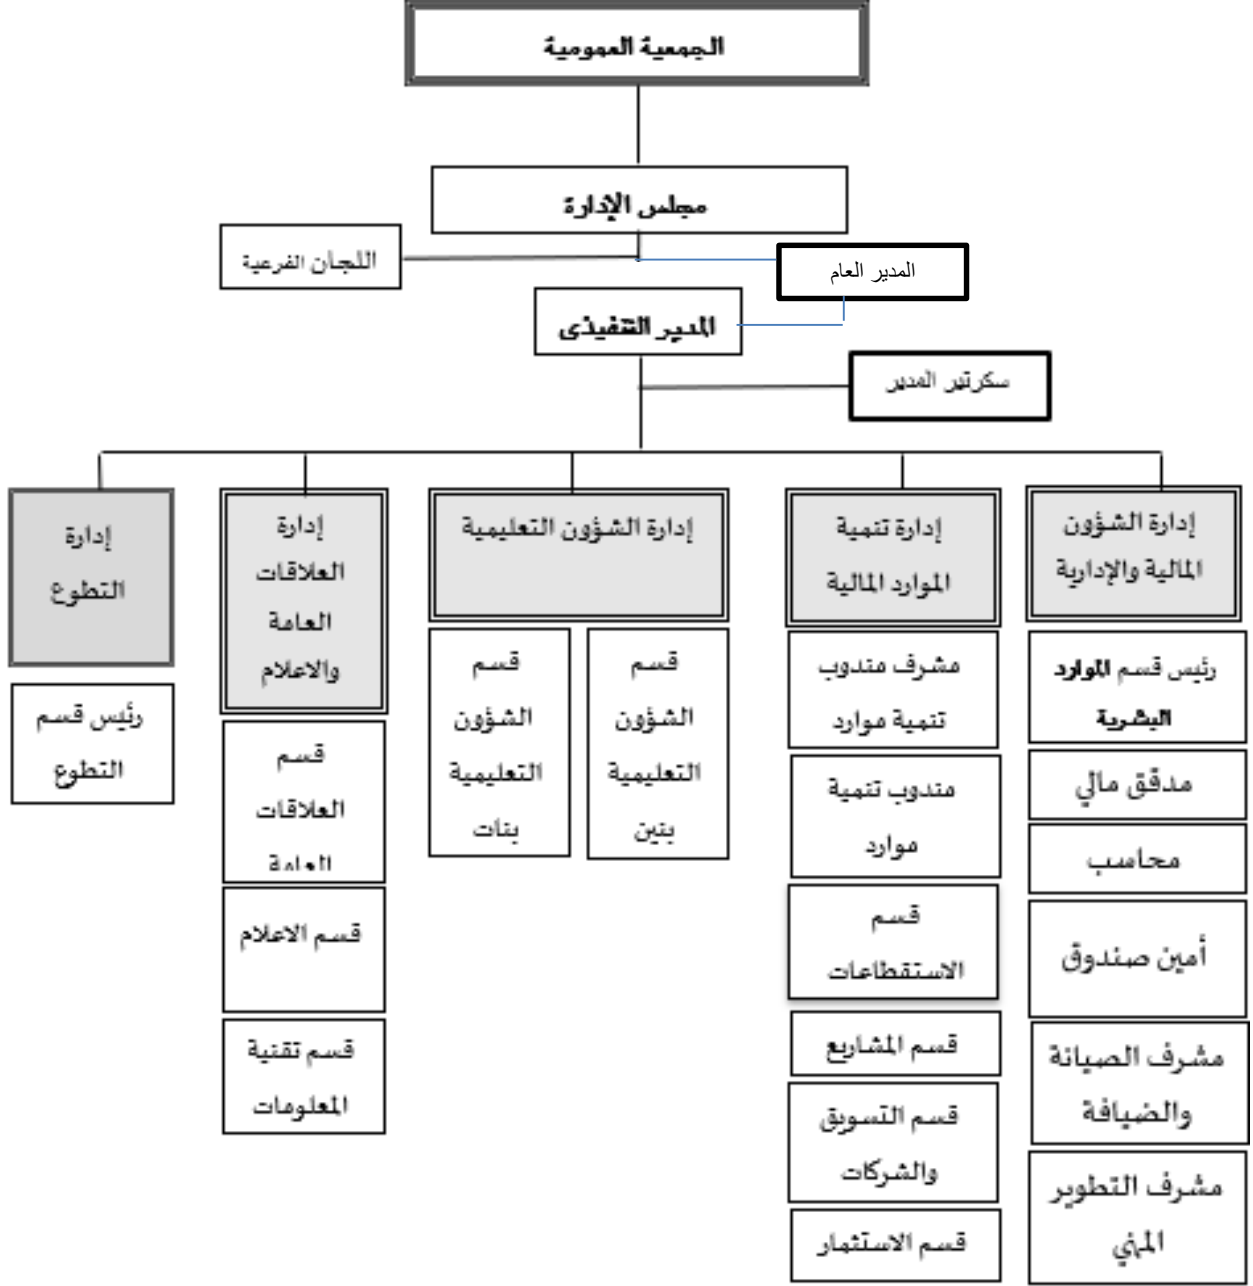 الجمعية العمومية
مجلس الإدارة
المدير العام
اللجان الفرعية
المدير التنفيذى
سكرتير المدير
إدارة الشؤون
المالية والإدارية
رئيس قسم الموارد
البشرية
مدقق مالي
محاسب
أمين صندوق
مشرف الصيانة
والضيافة
مشرف التطوير
المهني
إدارة تنمية
الموارد المالية
مشرف مندوب
تنمية موارد
مندوب تنمية
موارد
قسم
الاستقطاعات
قسم المشاريع
قسم التسويق
والشركات
قسم الاستثمار
إدارة الشؤون التعليمية
قسم
الشؤون
التعليمية
بنين
قسم
الشؤون
التعليمية
بنات
إدارة
العلاقات
العامة
والاعلام
قسم
العلاقات
العامة
قسم الاعلام
قسم تقنية
المعلومات
إدارة
التطوع
رئيس قسم
التطوع